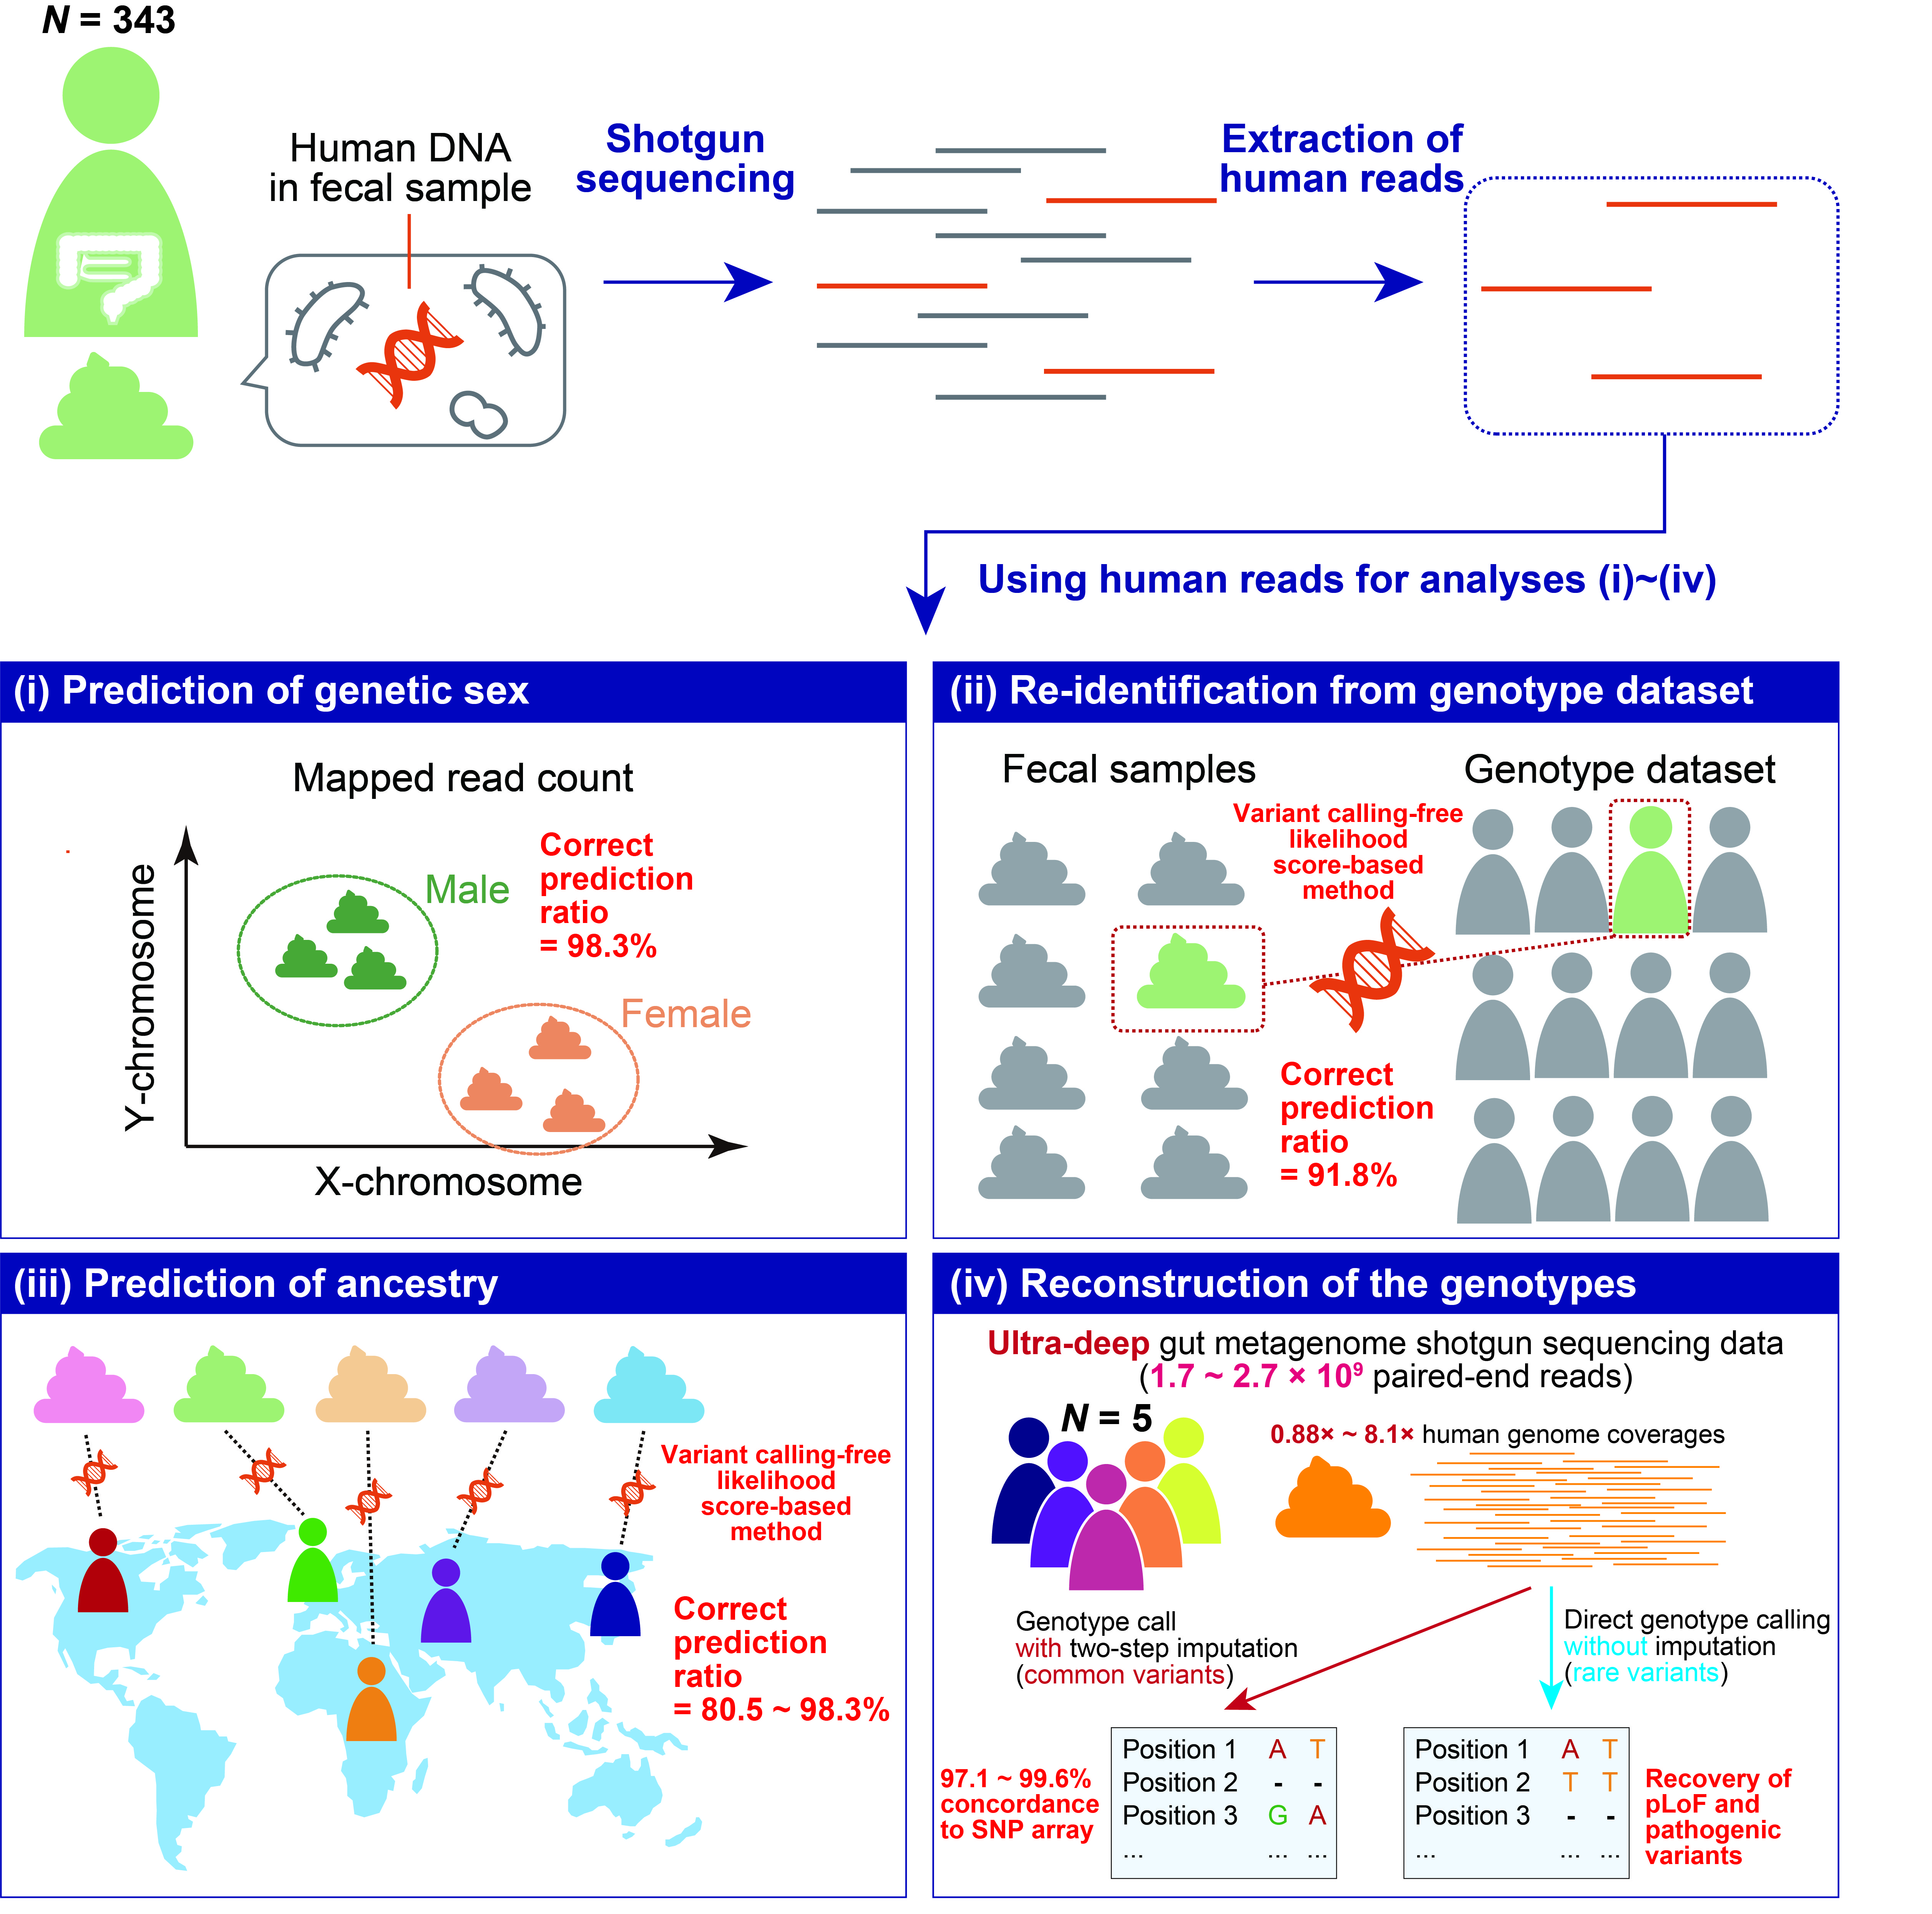 N = 343
Human DNA
in fecal sample
Shotgun
sequencing
Extraction of
human reads
Using human reads for analyses (i)~(iv)
(i) Prediction of genetic sex
Mapped read count
Y-chromosome
X-chromosome
Male
Female
Correct
prediction
ratio
= 98.3%
(ii) Re-identification from genotype dataset
Fecal samples
Genotype dataset
Variant calling-free
likelihood
score-based
method
Correct
prediction
ratio
= 91.8%
(iii) Prediction of ancestry
Variant calling-free
likelihood
score-based
method
Correct
prediction
ratio
= 80.5 ~ 98.3%
(iv) Reconstruction of the genotypes
Ultra-deep gut metagenome shotgun sequencing data
(1.7 ~ 2.7 × 10⁹ paired-end reads)
N = 5
0.88× ~ 8.1× human genome coverages
Genotype call
with two-step imputation
(common variants)
Direct genotype calling
without imputation
(rare variants)
97.1 ~ 99.6%
concordance
to SNP array
Position 1 A T
Position 2 - -
Position 3 G A
... ... ...
Position 1 A T
Position 2 T T
Position 3 - -
... ... ...
Recovery of
pLoF and
pathogenic
variants